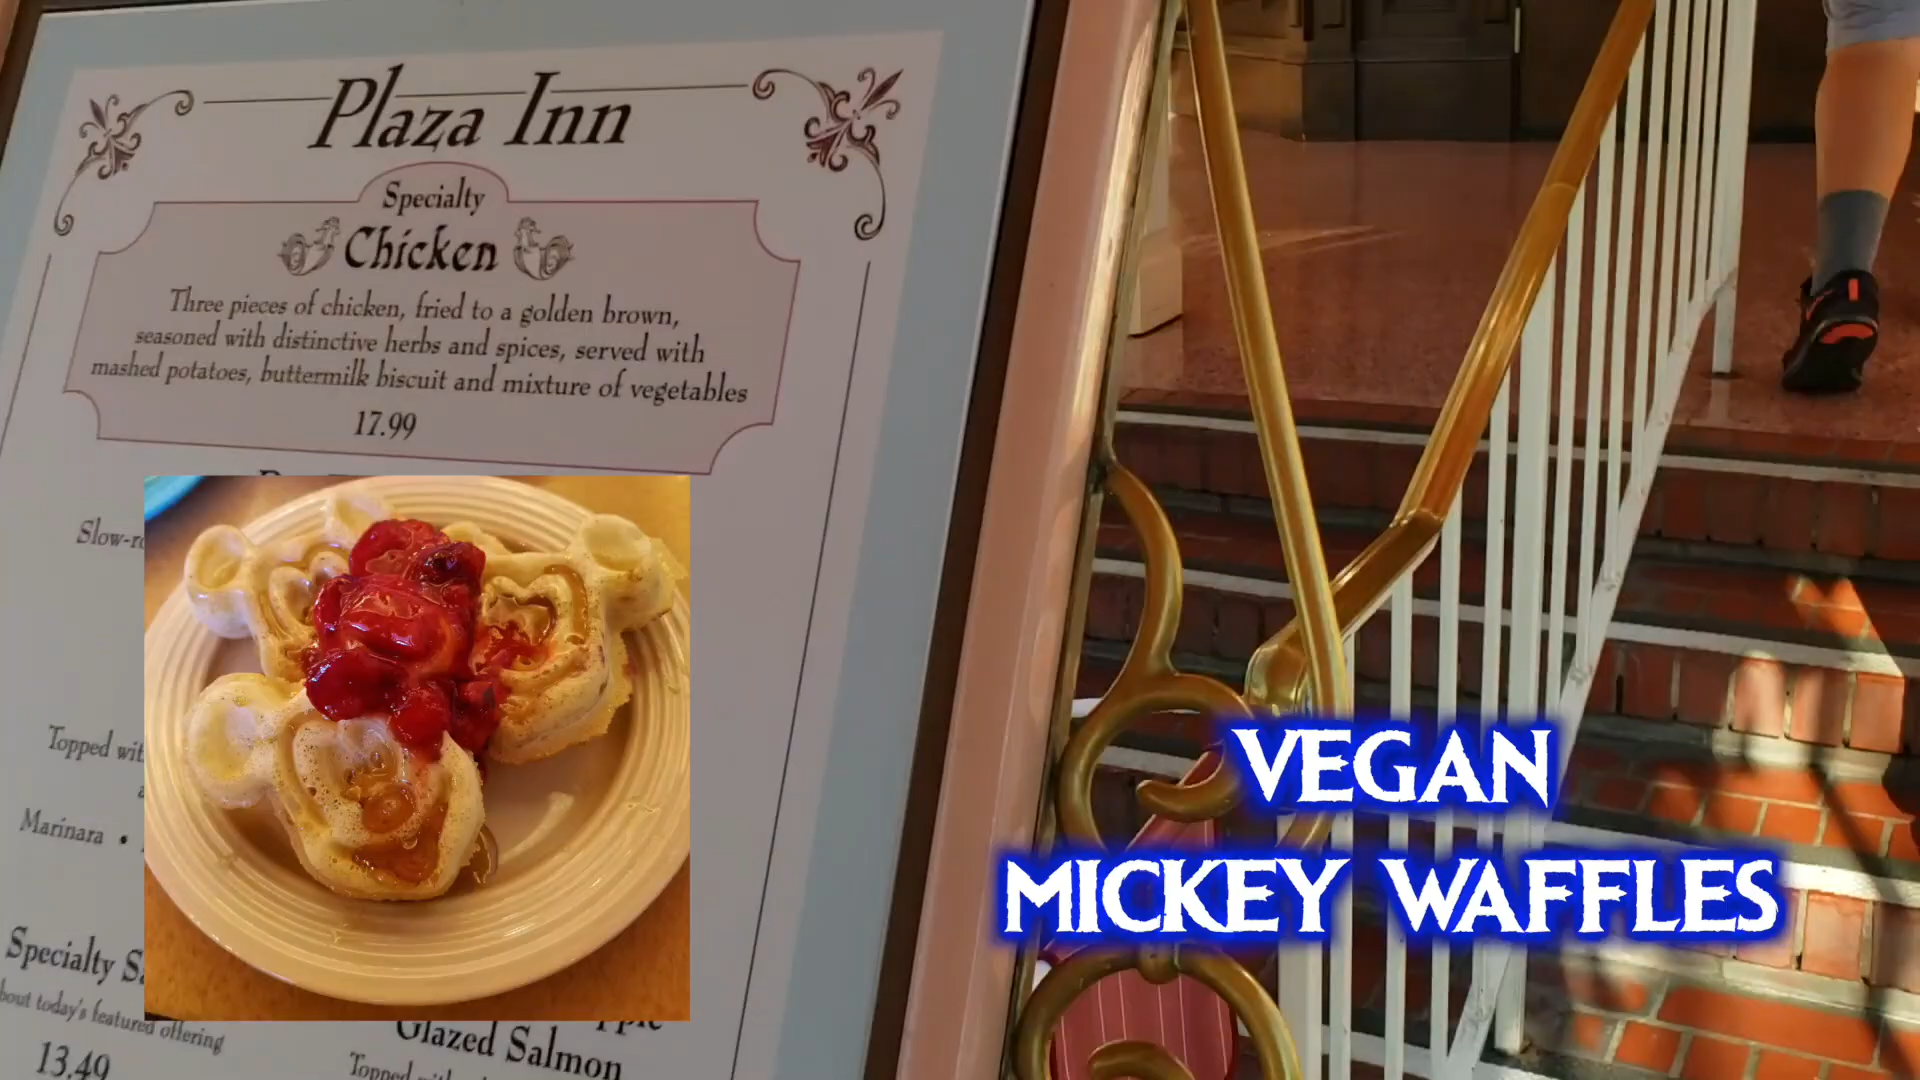 Plaza Inn
Specialty
Chicken
Three pieces of chicken, fried to a golden brown,
seasoned with distinctive herbs and spices, served with
mashed potatoes, buttermilk biscuit and mixture of vegetables
17.99
Topped
Marinara •
Specialty
today's featured offering
13.49
Glazed Salmon
Topped
VEGAN
MICKEY WAFFLES